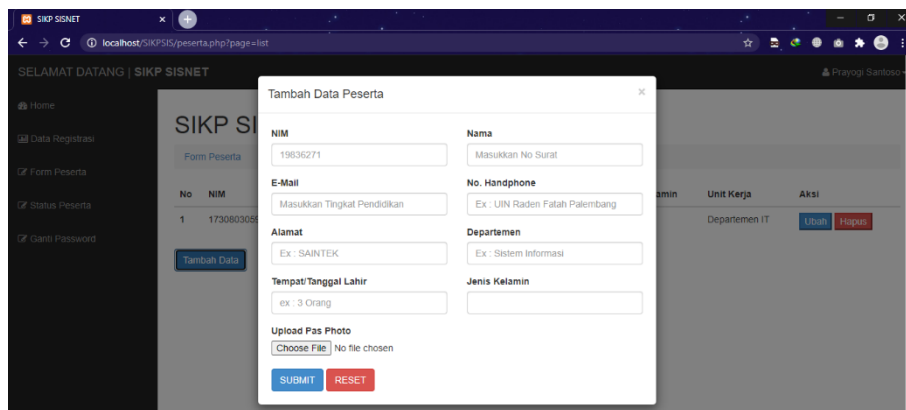 SIKP SISNET
localhost/SIKPSIS/peserta.php?page=list
SELAMAT DATANG | SIKP SISNET
Prayogi Santoso
Home
Data Registrasi
Form Peserta
Status Peserta
Ganti Password
SIKP SI
Form Peserta
No NIM amin Unit Kerja Aksi
1 1730803059 Departemen IT Ubah Hapus
Tambah Data
Tambah Data Peserta ×
NIM Nama
19836271 Masukkan No Surat
E-Mail No. Handphone
Masukkan Tingkat Pendidikan Ex : UIN Raden Fatah Palembang
Alamat Departemen
Ex : SAINTEK Ex : Sistem Informasi
Tempat/Tanggal Lahir Jenis Kelamin
ex : 3 Orang
Upload Pas Photo
Choose File No file chosen
SUBMIT RESET